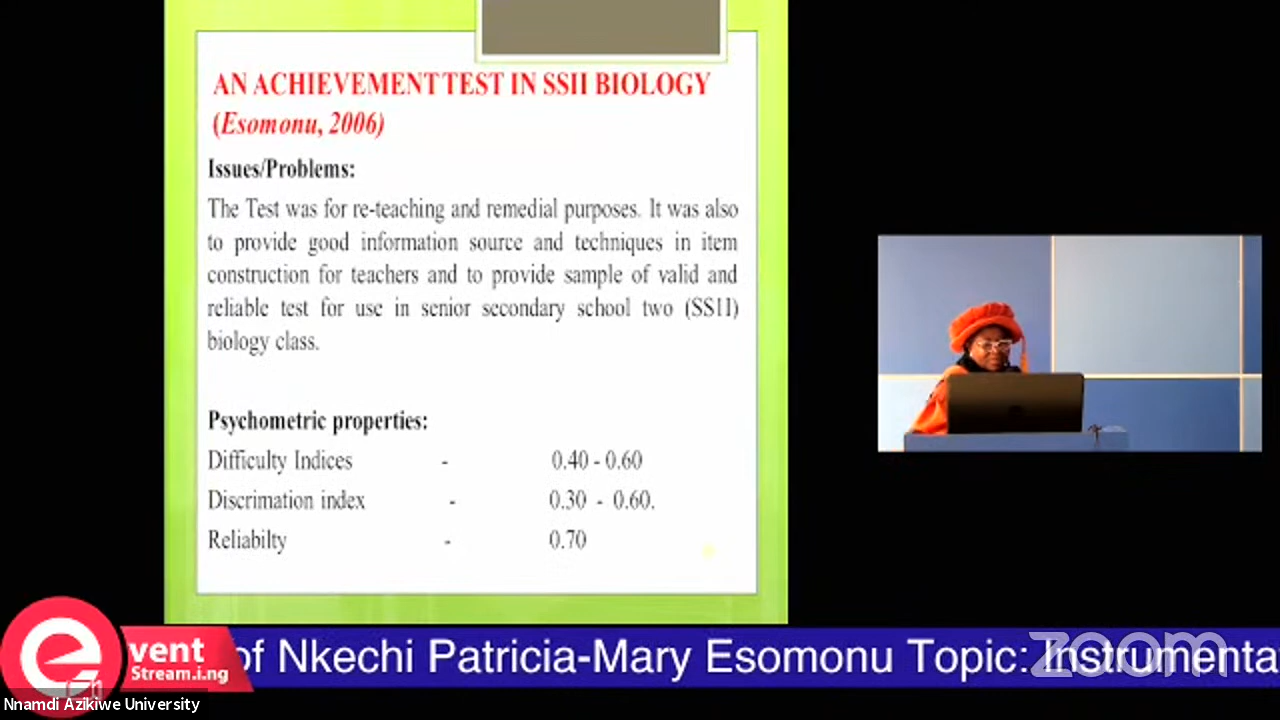 AN ACHIEVEMENT TEST IN SSII BIOLOGY
(Esomonu, 2006)
Issues/Problems:
The Test was for re-teaching and remedial purposes. It was also
to provide good information source and techniques in item
construction for teachers and to provide sample of valid and
reliable test for use in senior secondary school two (SS1I)
biology class.
Psychometric properties:
Difficulty Indices - 0.40 - 0.60
Discrimation index - 0.30 - 0.60.
Reliabilty - 0.70
event
Stream.i.ng
of Nkechi Patricia-Mary Esomonu Topic: Instrumenta
zoom
Nnamdi Azikiwe University